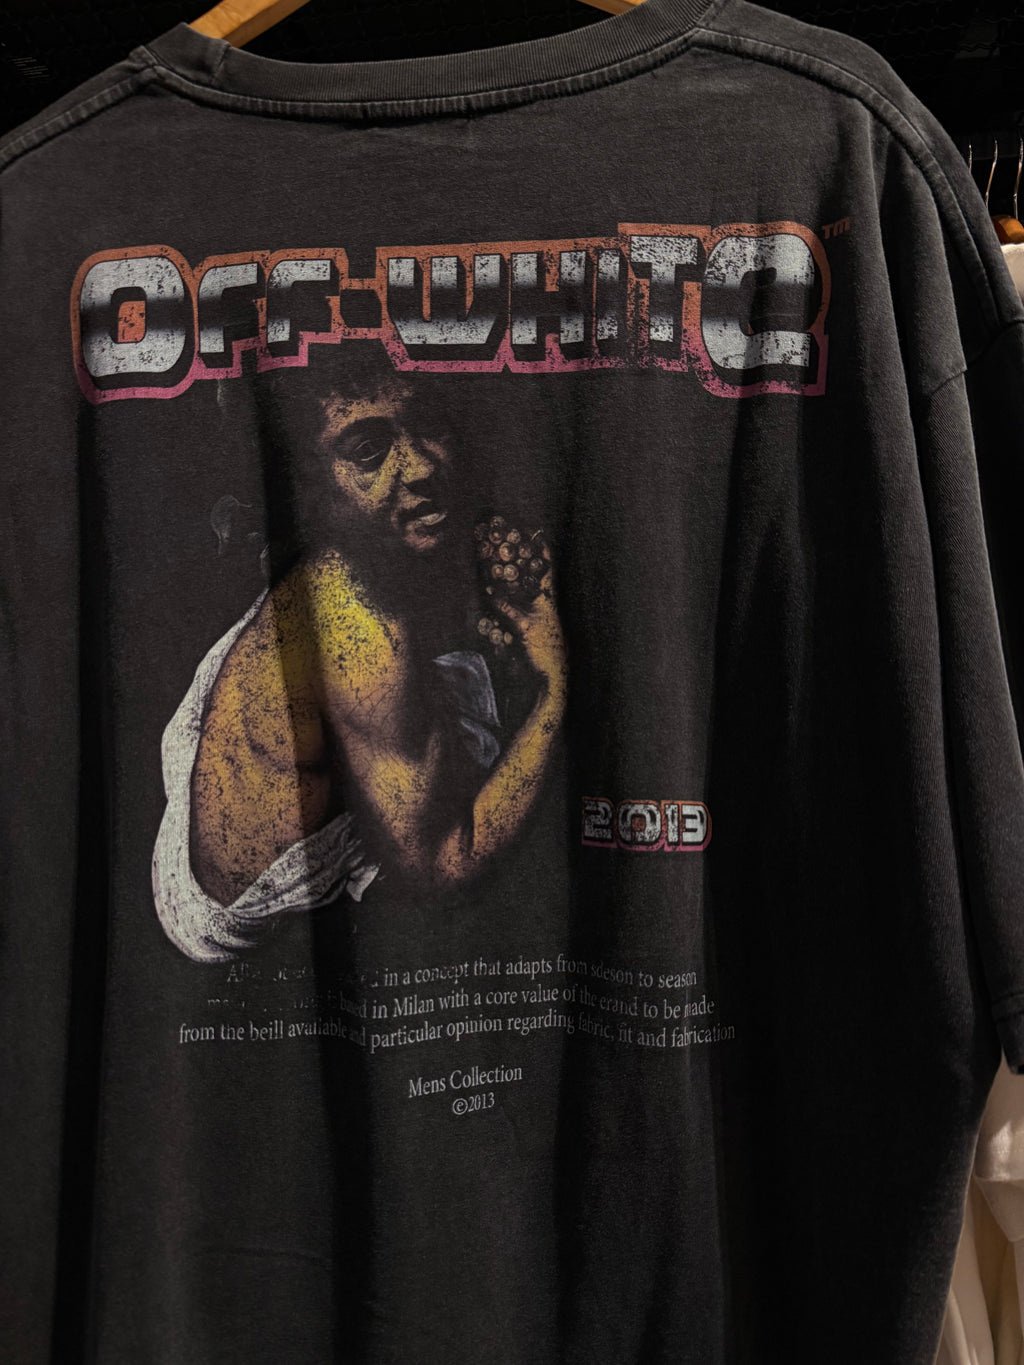 OFF-WHITE™
2013
in a concept that adapts from sdeson to season
in Milan with a core value of the erand to be made
from the beill available and particular opinion regarding fabric, fit and fabrication
Mens Collection
©2013